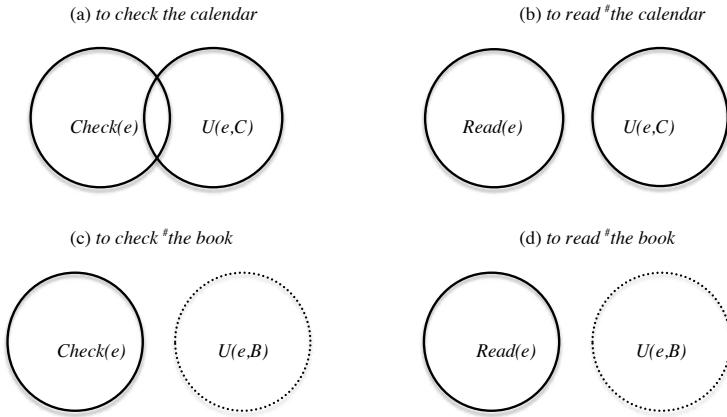 (a) to check the calendar
(b) to read #the calendar
Check(e) U(e,C)
Read(e) U(e,C)
(c) to check #the book
(d) to read #the book
Check(e) U(e,B)
Read(e) U(e,B)